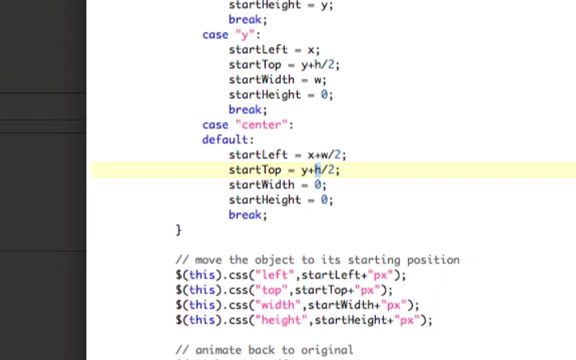 startHeight = y;
break;
case "y":
startLeft = x;
startTop = y+h/2;
startWidth = w;
startHeight = 0;
break;
case "center":
default:
startLeft = x+w/2;
startTop = y+h/2;
startWidth = 0;
startHeight = 0;
break;
}
// move the object to its starting position
$(this).css("left",startLeft+"px");
$(this).css("top",startTop+"px");
$(this).css("width",startWidth+"px");
$(this).css("height",startHeight+"px");
// animate back to original